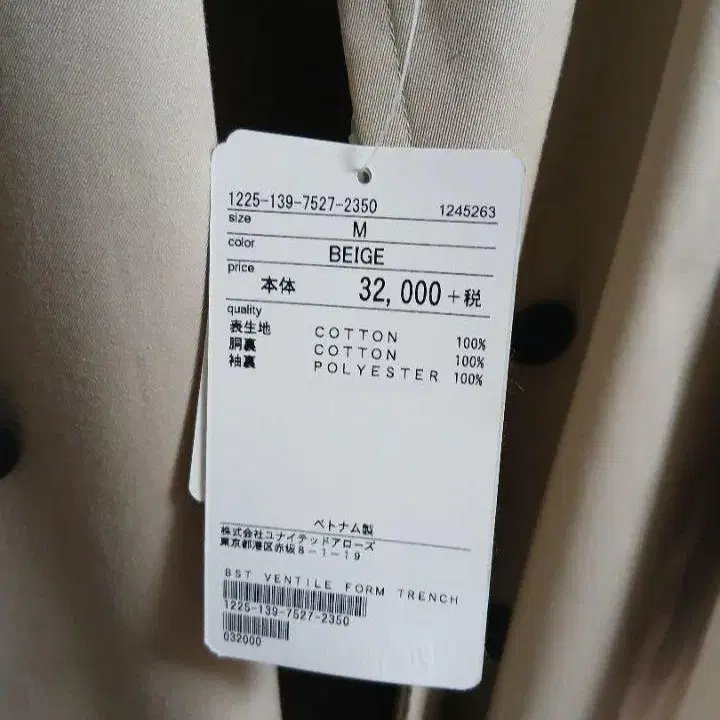 1225-139-7527-2350 1245263
size M
color BEIGE
price 本体 32,000+税
quality
表生地 COTTON 100%
胴裏 COTTON 100%
袖裏 POLYESTER 100%
ベトナム製
株式会社ユナイテッドアローズ
東京都港区赤坂8-1-19
BST VENTILE FORM TRENCH
1225-139-7527-2350
032000